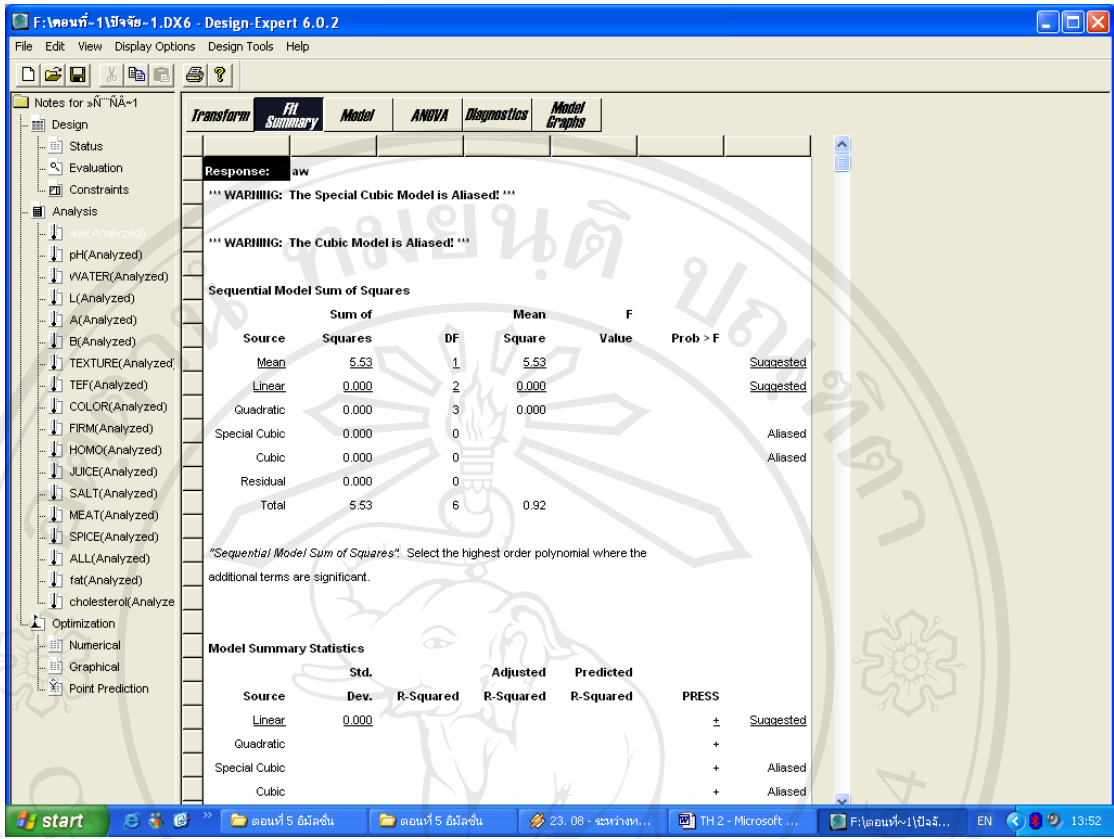 F:\ตอนที่~1\ปัจจัย~1.DX6 - Design-Expert 6.0.2
File Edit View Display Options Design Tools Help
Notes for »Ñ¨¨ÑÂ~1
Design
Status
Evaluation
Constraints
Analysis
aw(Analyzed)
pH(Analyzed)
WATER(Analyzed)
L(Analyzed)
A(Analyzed)
B(Analyzed)
TEXTURE(Analyzed)
TEF(Analyzed)
COLOR(Analyzed)
FIRM(Analyzed)
HOMO(Analyzed)
JUICE(Analyzed)
SALT(Analyzed)
MEAT(Analyzed)
SPICE(Analyzed)
ALL(Analyzed)
fat(Analyzed)
cholesterol(Analyze
Optimization
Numerical
Graphical
Point Prediction
Transform Fit Summary Model ANOVA Diagnostics Model Graphs
Response: aw
*** WARNING: The Special Cubic Model is Aliased! ***
*** WARNING: The Cubic Model is Aliased! ***
Sequential Model Sum of Squares
Sum of Mean F
Source Squares DF Square Value Prob > F
Mean 5.53 1 5.53 Suggested
Linear 0.000 2 0.000 Suggested
Quadratic 0.000 3 0.000
Special Cubic 0.000 0 Aliased
Cubic 0.000 0 Aliased
Residual 0.000 0
Total 5.53 6 0.92
"Sequential Model Sum of Squares": Select the highest order polynomial where the
additional terms are significant.
Model Summary Statistics
Std. Adjusted Predicted
Source Dev. R-Squared R-Squared R-Squared PRESS
Linear 0.000 + Suggested
Quadratic +
Special Cubic + Aliased
Cubic + Aliased
start ตอนที่ 5 อิมัลชั่น ตอนที่ 5 อิมัลชั่น 23. 08 - ระหว่างท... TH 2 - Microsoft ... F:\ตอนที่~1\ปัจ... EN 13:52